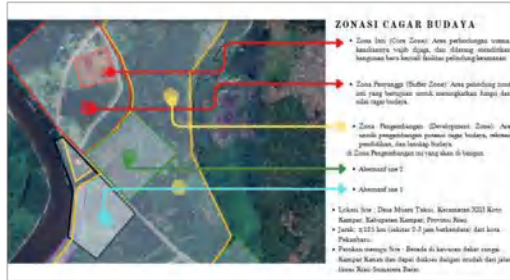 ZONASI CAGAR BUDAYA
• Zona Inti (Core Zone): Area perlindungan utama,
keasliannya wajib dijaga, dan dilarang mendirikan
bangunan baru kecuali fasilitas pelindung/keamanan.
• Zona Penyangga (Buffer Zone): Area pelindung zona
inti yang bertujuan untuk meningkatkan fungsi dan
nilai cagar budaya.
• Zona Pengembangan (Development Zone): Area
untuk pengembangan potensi cagar budaya, rekreasi,
pendidikan, dan lanskap budaya.
di Zona Pengembangan ini yang akan di bangun
• Alternatif site 2
• Alternatif site 1
• Lokasi Site : Desa Muara Takus, Kecamatan XIII Koto
Kampar, Kabupaten Kampar, Provinsi Riau.
• Jarak: ±135 km (sekitar jam berkendara) dari kota
Pekanbaru.
• Site : Berada di kawasan dekat sungai
Kampar Kanan dan dapat diakses dengan mudah dari jalan
lintas Riau-Sumatera Barat.